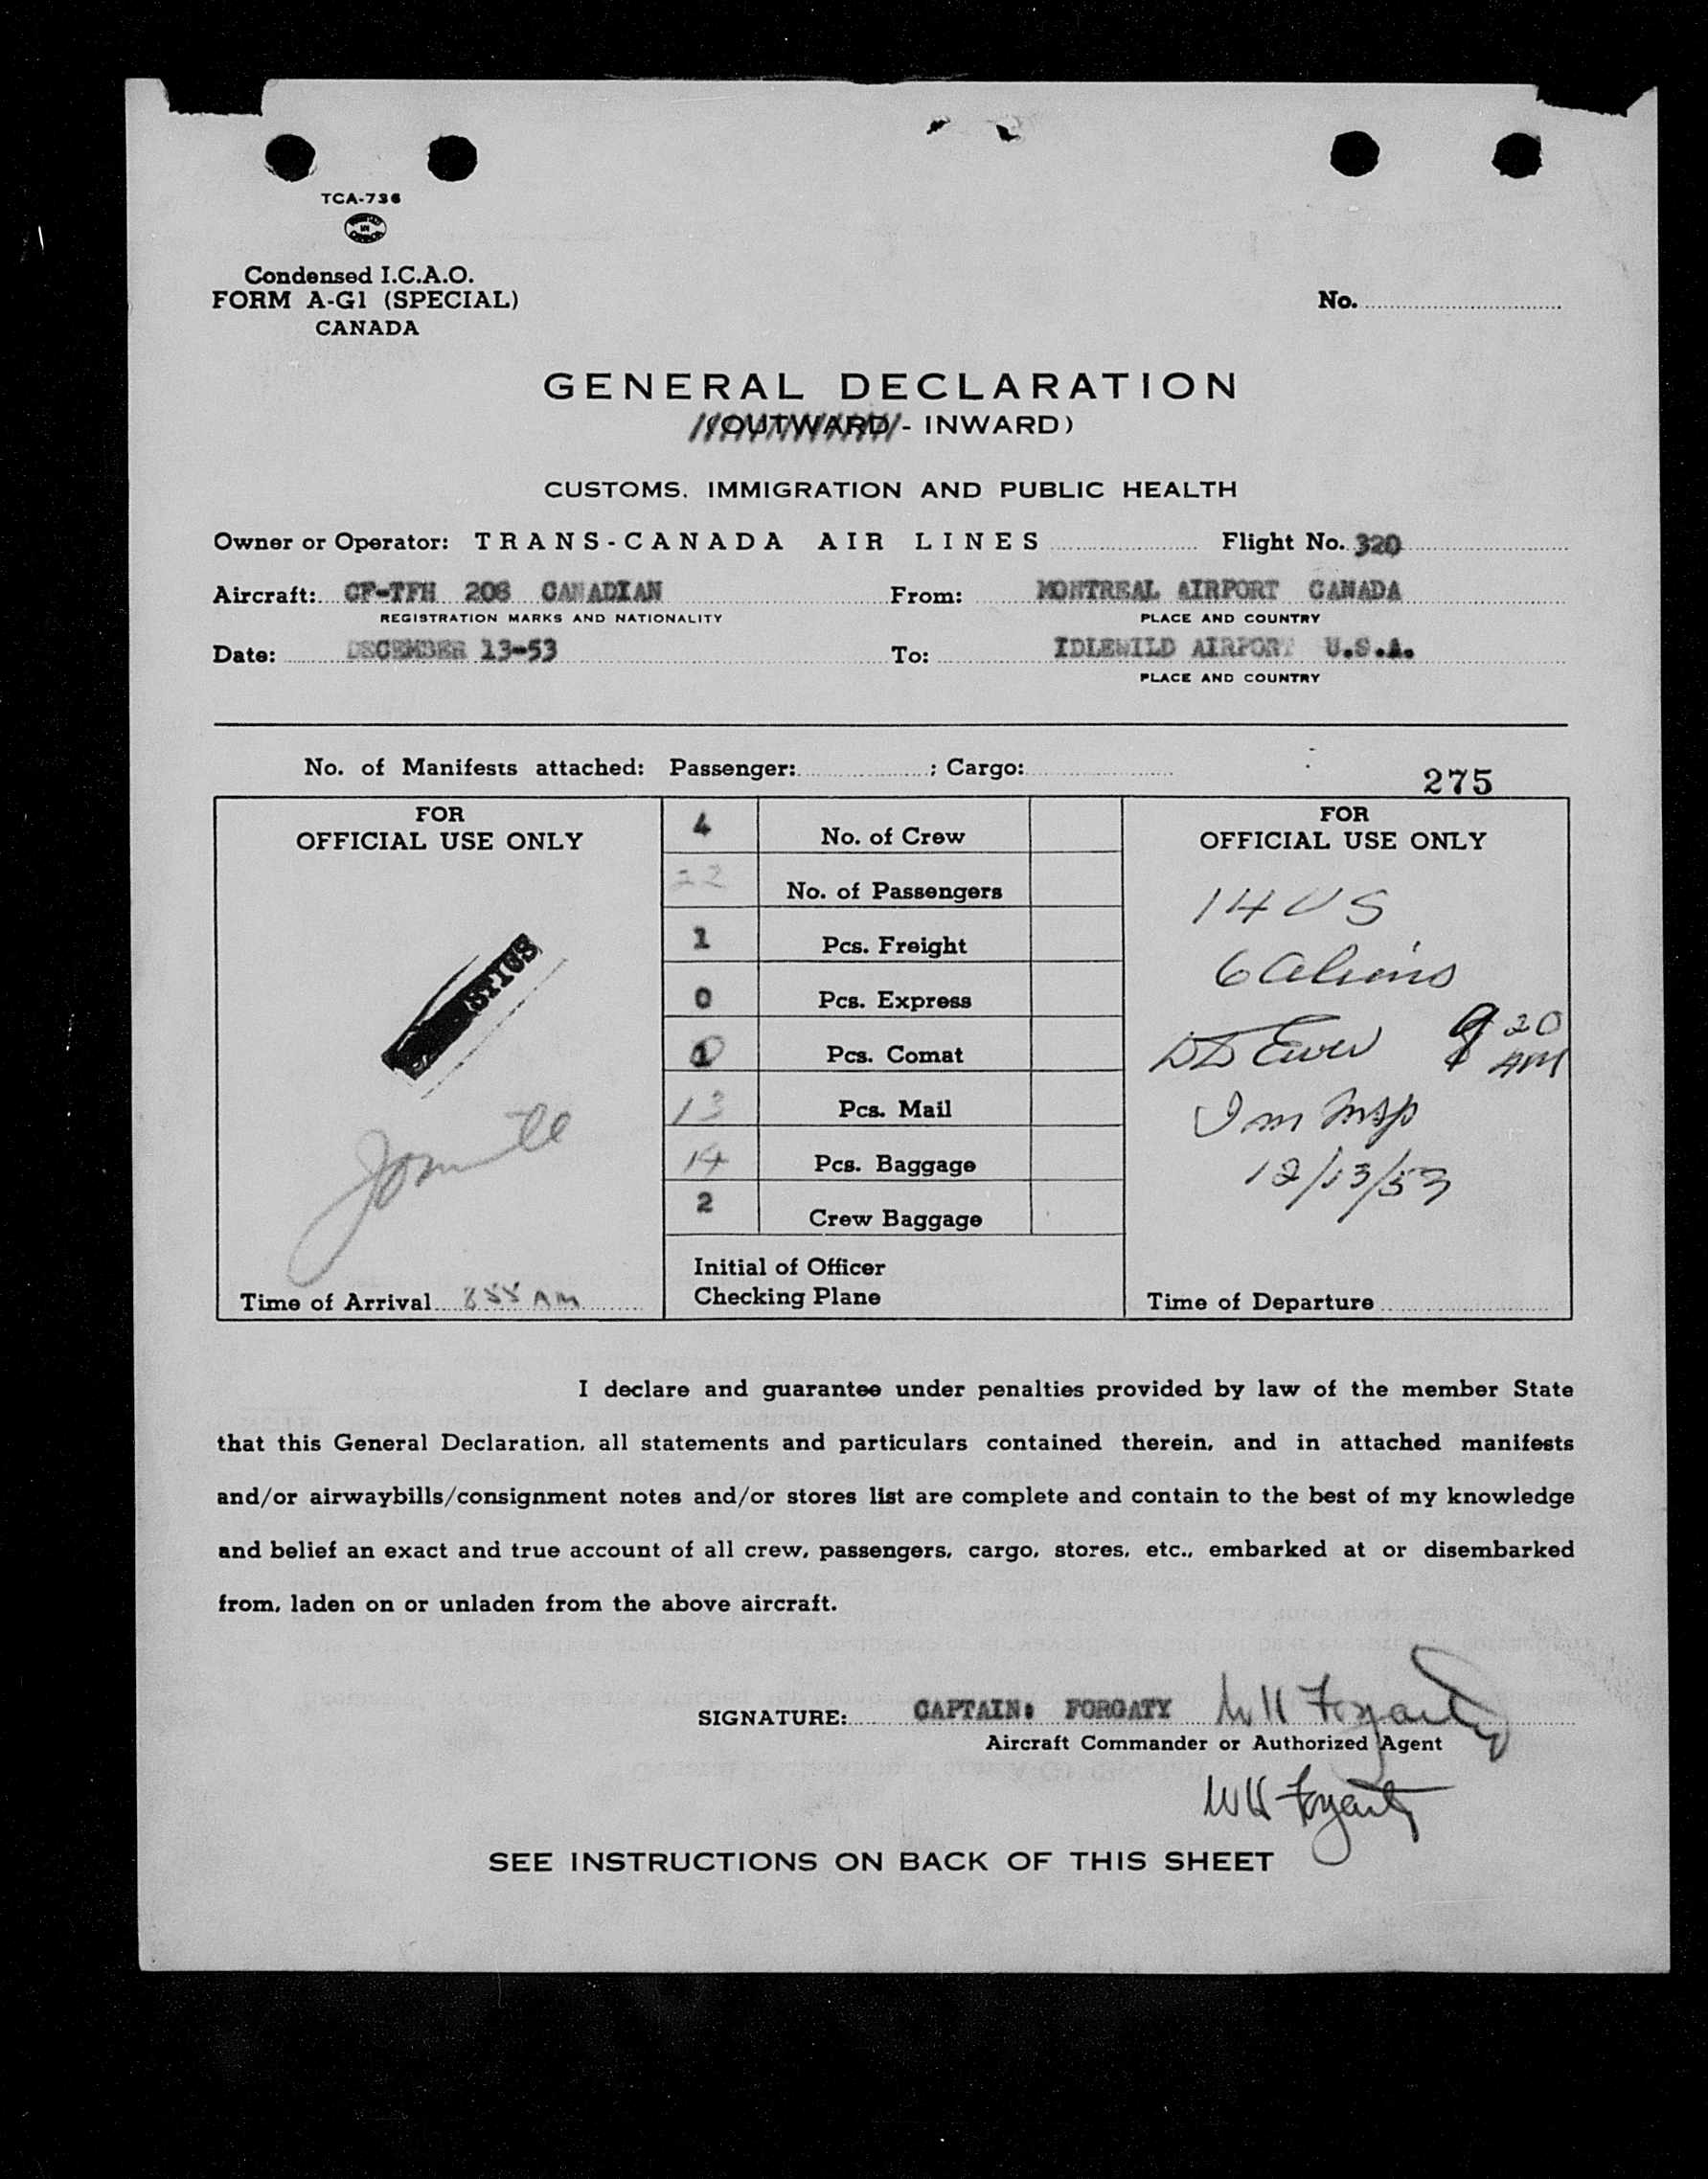 TCA-736
Condensed I.C.A.O.
FORM A-G1 (SPECIAL)
CANADA
No.
GENERAL DECLARATION
(OUTWARD - INWARD)
CUSTOMS, IMMIGRATION AND PUBLIC HEALTH
Owner or Operator: TRANS-CANADA AIR LINES Flight No. 320
Aircraft: CF-TFH 208 CANADIAN From: MONTREAL AIRPORT CANADA
REGISTRATION MARKS AND NATIONALITY PLACE AND COUNTRY
Date: DECEMBER 13-53 To: IDLEWILD AIRPORT U.S.A.
PLACE AND COUNTRY
No. of Manifests attached: Passenger: ; Cargo:
275
FOR
OFFICIAL USE ONLY
Time of Arrival 855 AM
4 No. of Crew
22 No. of Passengers
1 Pcs. Freight
0 Pcs. Express
0 Pcs. Comat
13 Pcs. Mail
14 Pcs. Baggage
2 Crew Baggage
Initial of Officer
Checking Plane
FOR
OFFICIAL USE ONLY
14 US
6 Aliens
9 20
AM
Im Insp
12/13/53
Time of Departure
I declare and guarantee under penalties provided by law of the member State
that this General Declaration, all statements and particulars contained therein, and in attached manifests
and/or airwaybills/consignment notes and/or stores list are complete and contain to the best of my knowledge
and belief an exact and true account of all crew, passengers, cargo, stores, etc., embarked at or disembarked
from, laden on or unladen from the above aircraft.
SIGNATURE: CAPTAIN: FORGATY WH Fogarty
Aircraft Commander or Authorized Agent
WH Fogarty
SEE INSTRUCTIONS ON BACK OF THIS SHEET